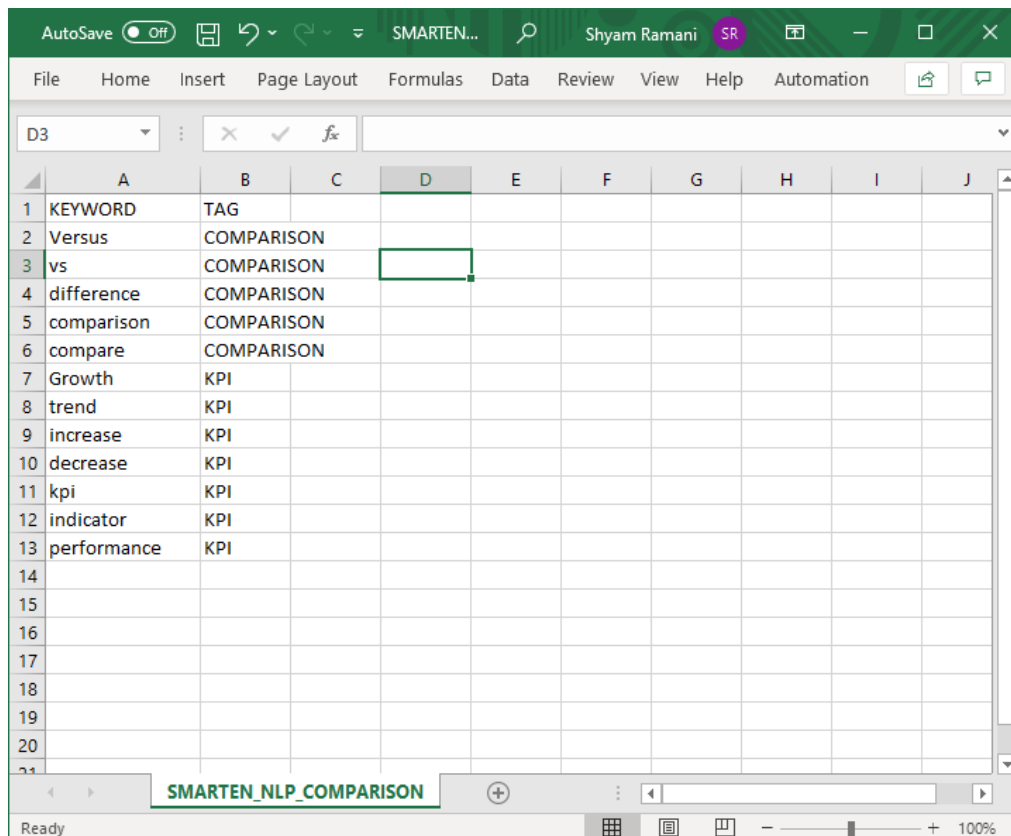 AutoSave Off SMARTEN... Shyam Ramani SR
File Home Insert Page Layout Formulas Data Review View Help Automation
D3 fx
A B C D E F G H I J
1 KEYWORD TAG
2 Versus COMPARISON
3 vs COMPARISON
4 difference COMPARISON
5 comparison COMPARISON
6 compare COMPARISON
7 Growth KPI
8 trend KPI
9 increase KPI
10 decrease KPI
11 kpi KPI
12 indicator KPI
13 performance KPI
14
15
16
17
18
19
20
21
SMARTEN_NLP_COMPARISON
Ready 100%